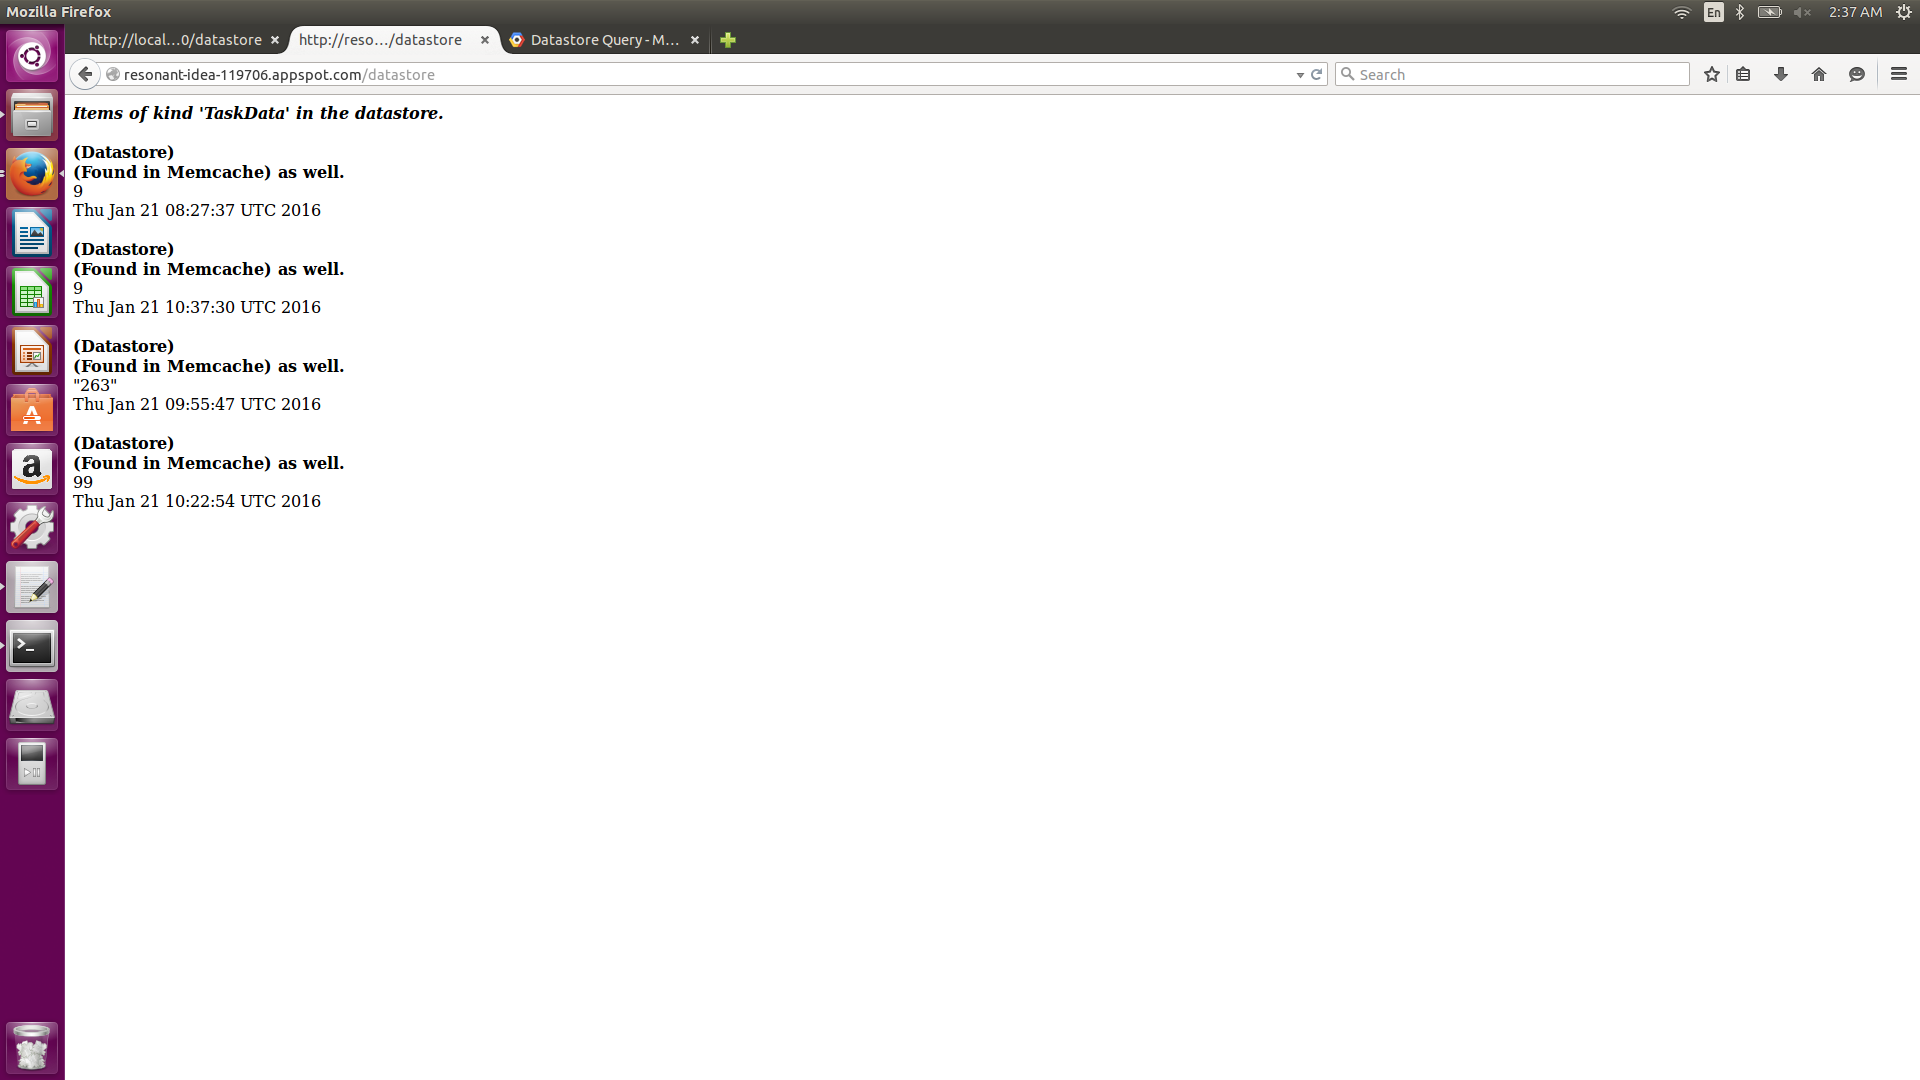 Mozilla Firefox
En
2:37 AM
http://local...0/datastore
http://reso.../datastore
Datastore Query - M...
resonant-idea-119706.appspot.com/datastore
Search
Items of kind 'TaskData' in the datastore.
(Datastore)
(Found in Memcache) as well.
9
Thu Jan 21 08:27:37 UTC 2016
(Datastore)
(Found in Memcache) as well.
9
Thu Jan 21 10:37:30 UTC 2016
(Datastore)
(Found in Memcache) as well.
"263"
Thu Jan 21 09:55:47 UTC 2016
(Datastore)
(Found in Memcache) as well.
99
Thu Jan 21 10:22:54 UTC 2016